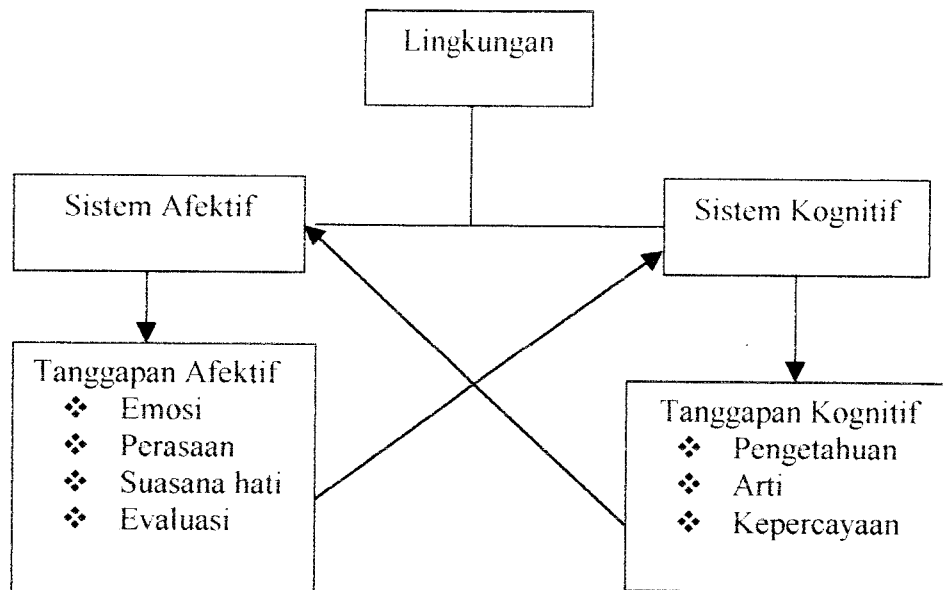 Lingkungan
Sistem Afektif
Sistem Kognitif
Tanggapan Afektif
❖ Emosi
❖ Perasaan
❖ Suasana hati
❖ Evaluasi
Tanggapan Kognitif
❖ Pengetahuan
❖ Arti
❖ Kepercayaan